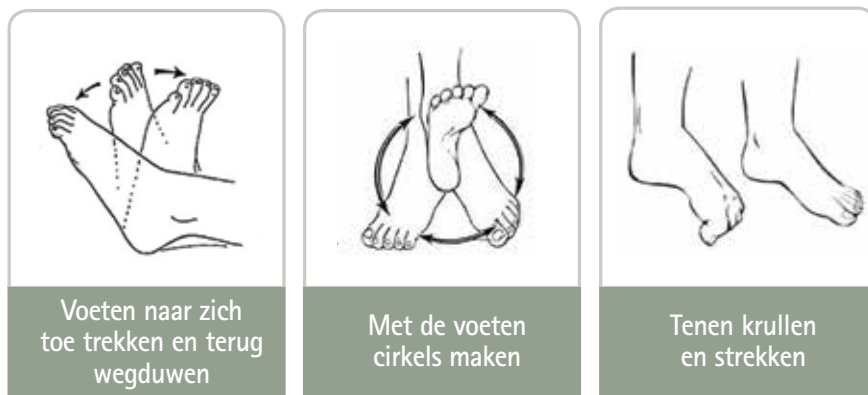 Voeten naar zich
toe trekken en terug
wegduwen
Met de voeten
cirkels maken
Tenen krullen
en strekken